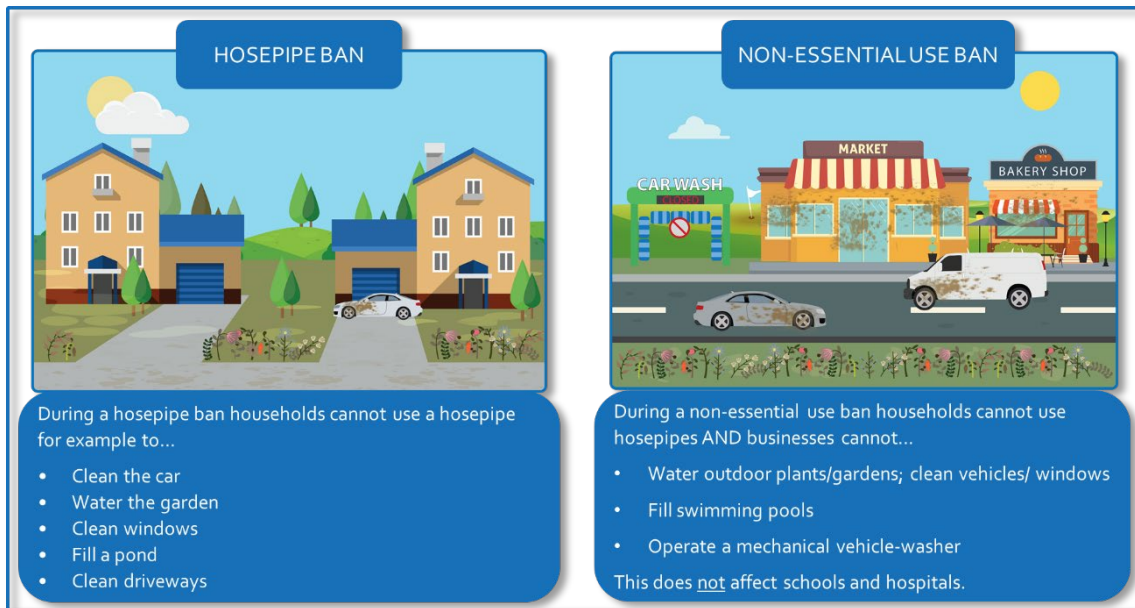 HOSEPIPE BAN
During a hosepipe ban households cannot use a hosepipe
for example to...
• Clean the car
• Water the garden
• Clean windows
• Fill a pond
• Clean driveways
NON-ESSENTIAL USE BAN
MARKET
CAR WASH
CLOSED
BAKERY SHOP
During a non-essential use ban households cannot use
hosepipes AND businesses cannot...
• Water outdoor plants/gardens; clean vehicles/ windows
• Fill swimming pools
• Operate a mechanical vehicle-washer
This does not affect schools and hospitals.